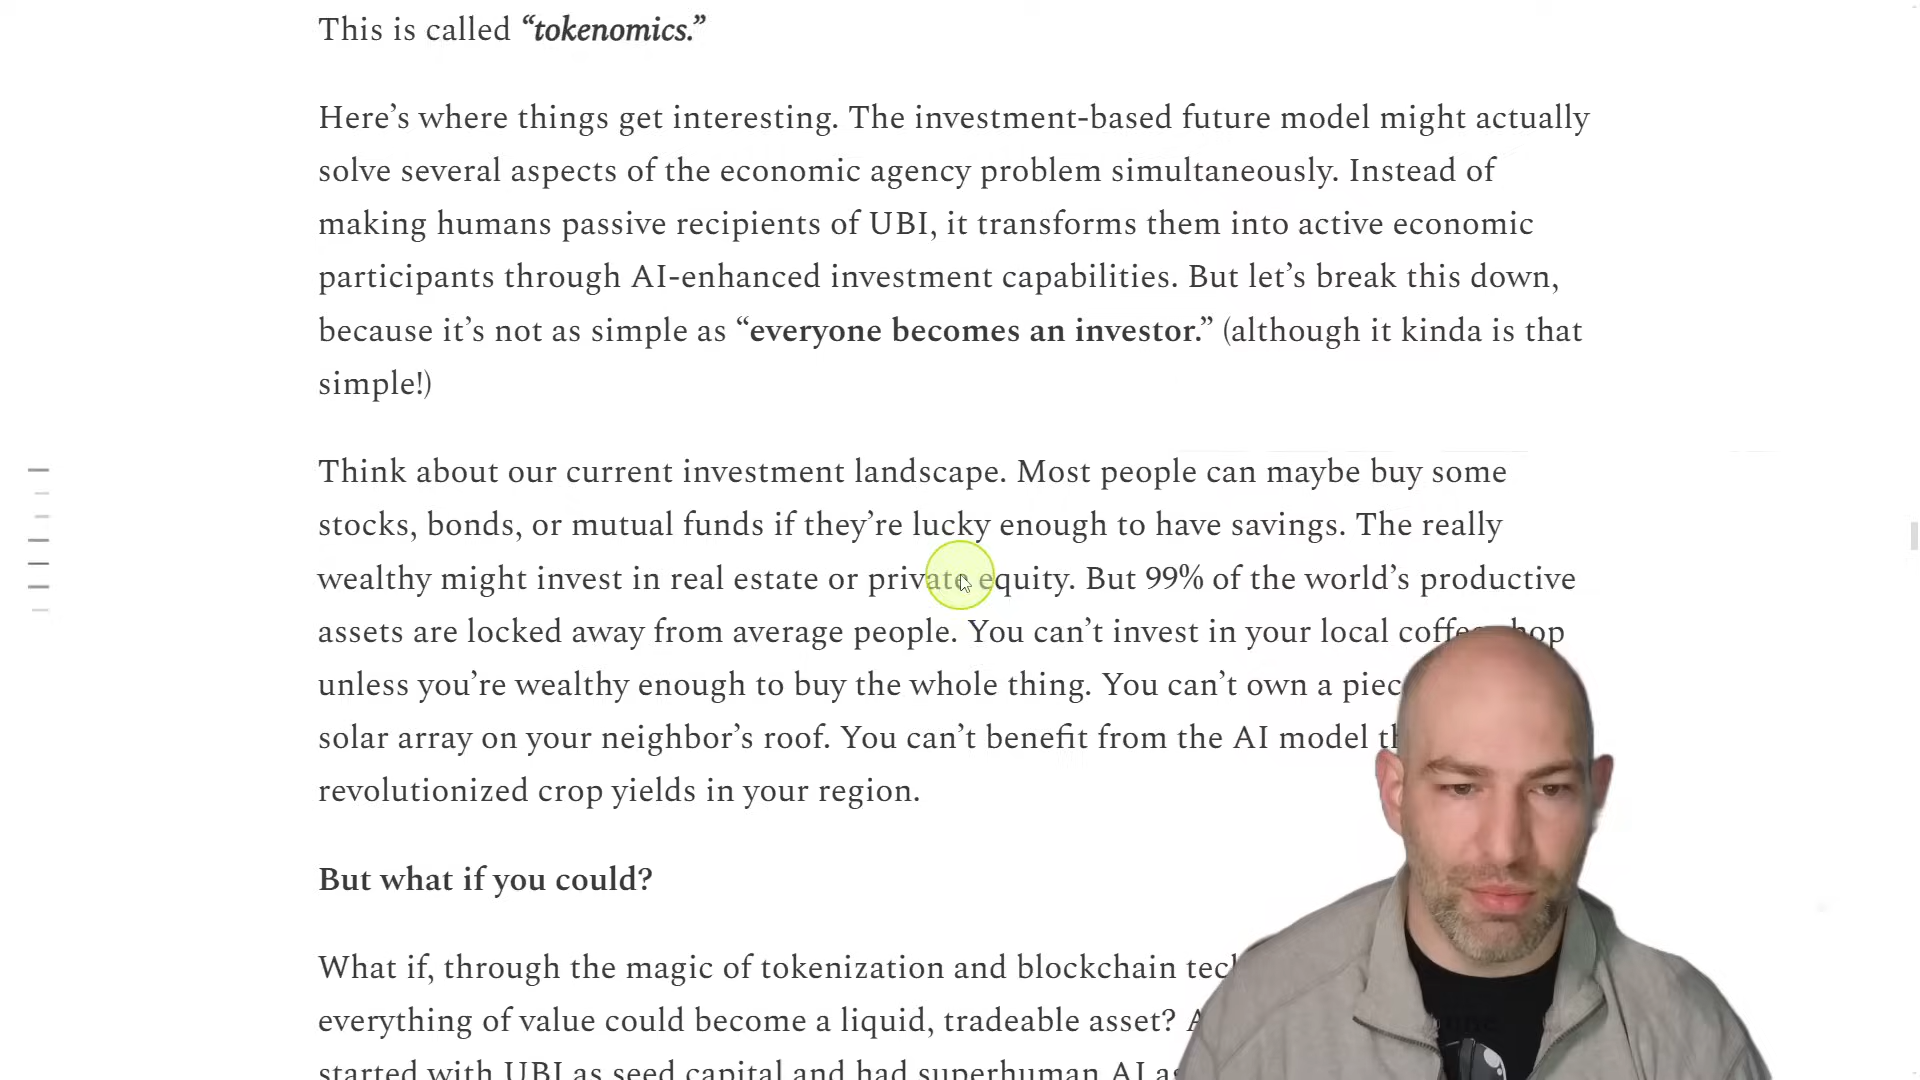 This is called “tokenomics.”
Here’s where things get interesting. The investment-based future model might actually
solve several aspects of the economic agency problem simultaneously. Instead of
making humans passive recipients of UBI, it transforms them into active economic
participants through AI-enhanced investment capabilities. But let’s break this down,
because it’s not as simple as “everyone becomes an investor.” (although it kinda is that
simple!)
Think about our current investment landscape. Most people can maybe buy some
stocks, bonds, or mutual funds if they’re lucky enough to have savings. The really
wealthy might invest in real estate or private equity. But 99% of the world’s productive
assets are locked away from average people. You can’t invest in your local coffee shop
unless you’re wealthy enough to buy the whole thing. You can’t own a
solar array on your neighbor’s roof. You can’t benefit from the AI model
revolutionized crop yields in your region.
But what if you could?
What if, through the magic of tokenization and blockchain
everything of value could become a liquid, tradeable asset?
started with UBI as seed capital and had superhuman AI